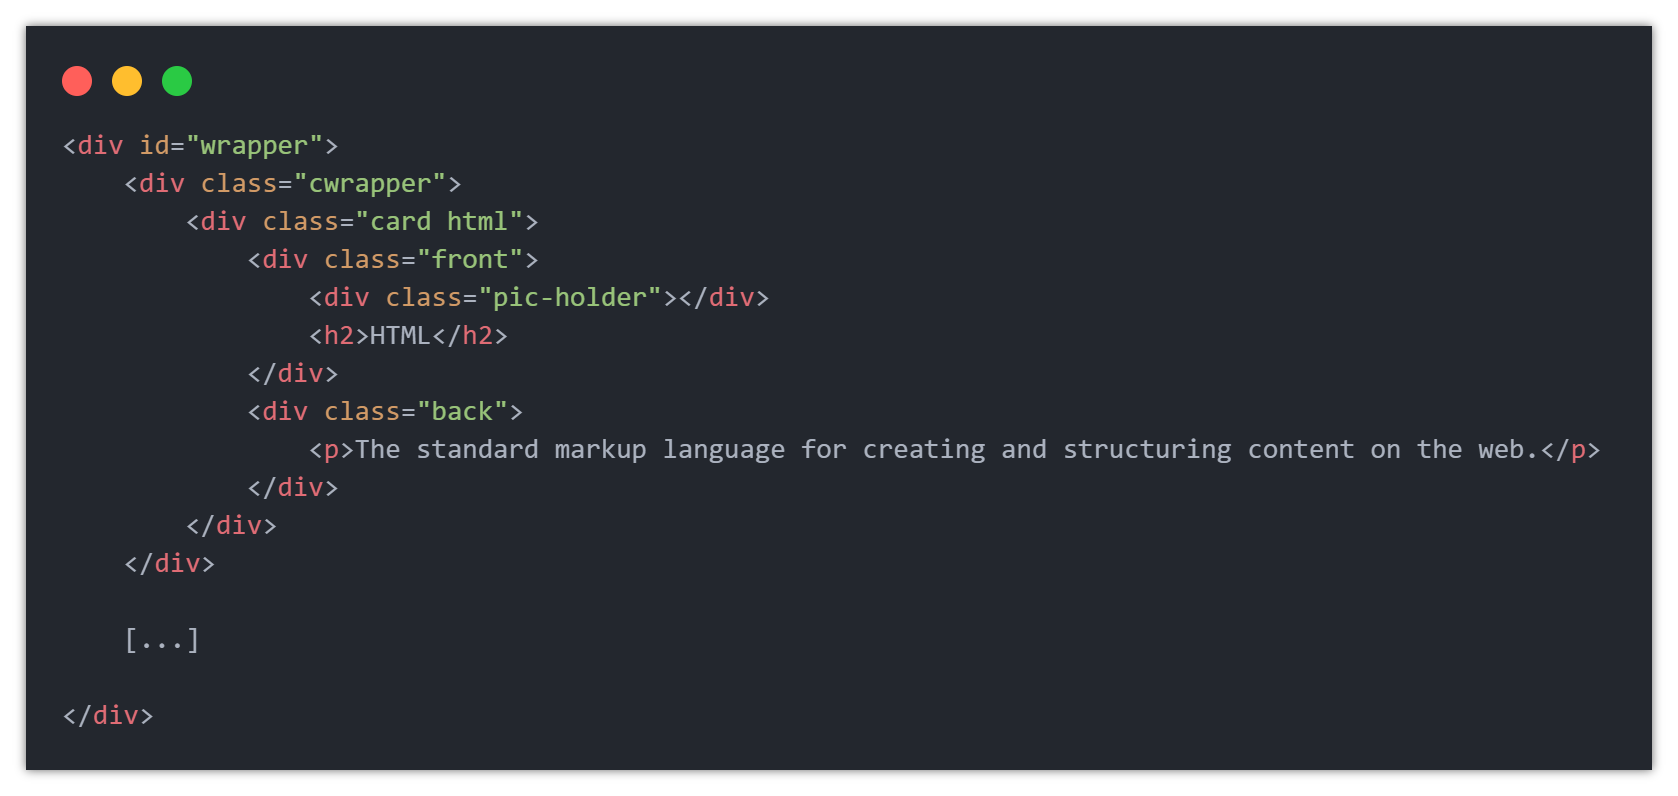 <div id="wrapper">
    <div class="cwrapper">
        <div class="card html">
            <div class="front">
                <div class="pic-holder"></div>
                <h2>HTML</h2>
            </div>
            <div class="back">
                <p>The standard markup language for creating and structuring content on the web.</p>
            </div>
        </div>
    </div>

    [...]

</div>